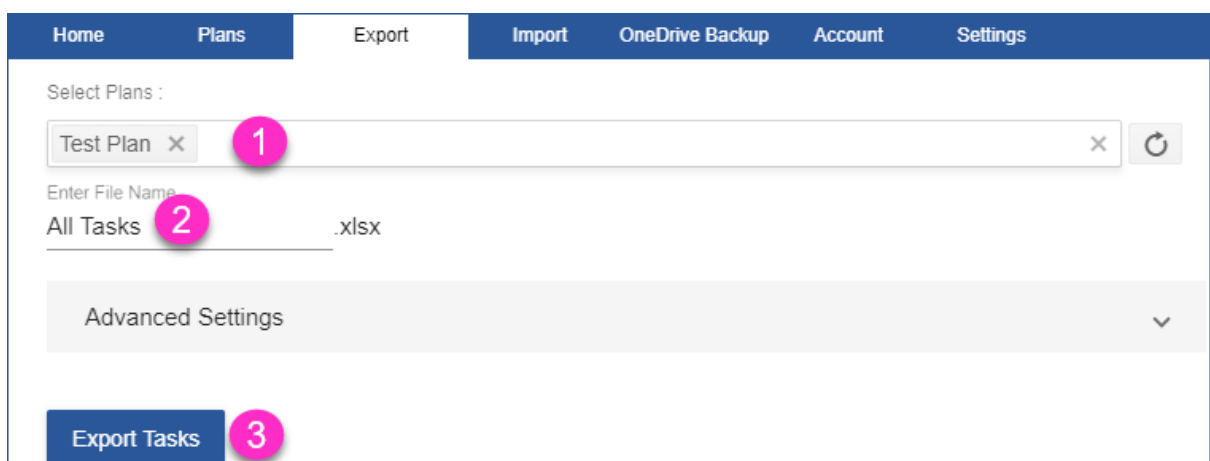 Home Plans Export Import OneDrive Backup Account Settings
Select Plans :
Test Plan × 1 ×
Enter File Name
All Tasks 2 .xlsx
Advanced Settings
Export Tasks 3